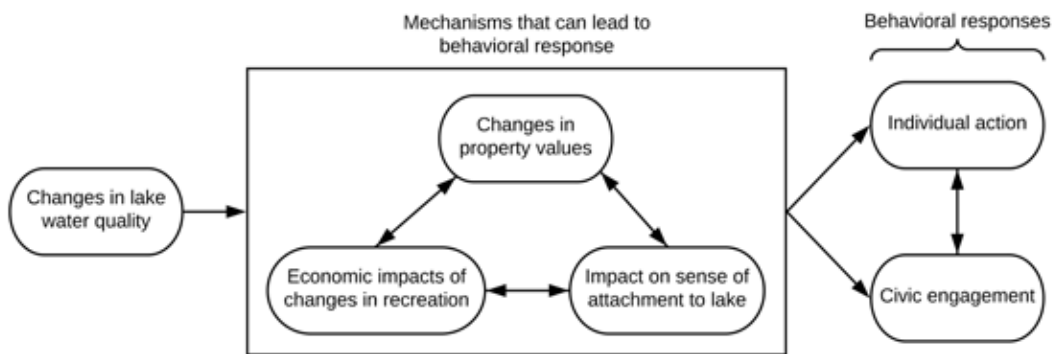 Mechanisms that can lead to
behavioral response
Behavioral responses
Changes in
property values
Individual action
Changes in lake
water quality
Economic impacts of
changes in recreation
Impact on sense of
attachment to lake
Civic engagement